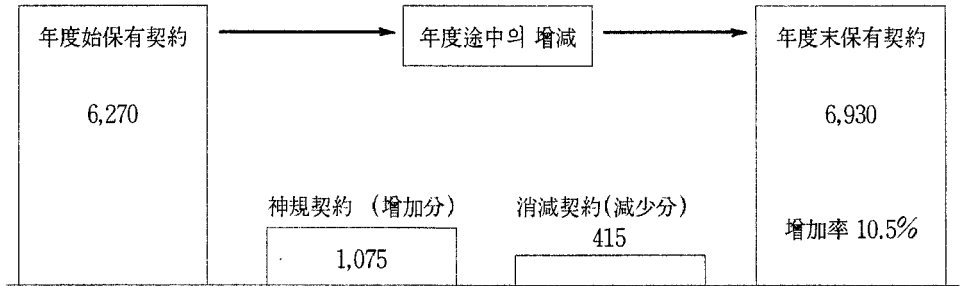 年度始保有契約
年度途中의 增減
年度末保有契約
6,270
6,930
神規契約 (增加分)
消減契約(減少分)
415
增加率 10.5%
1,075